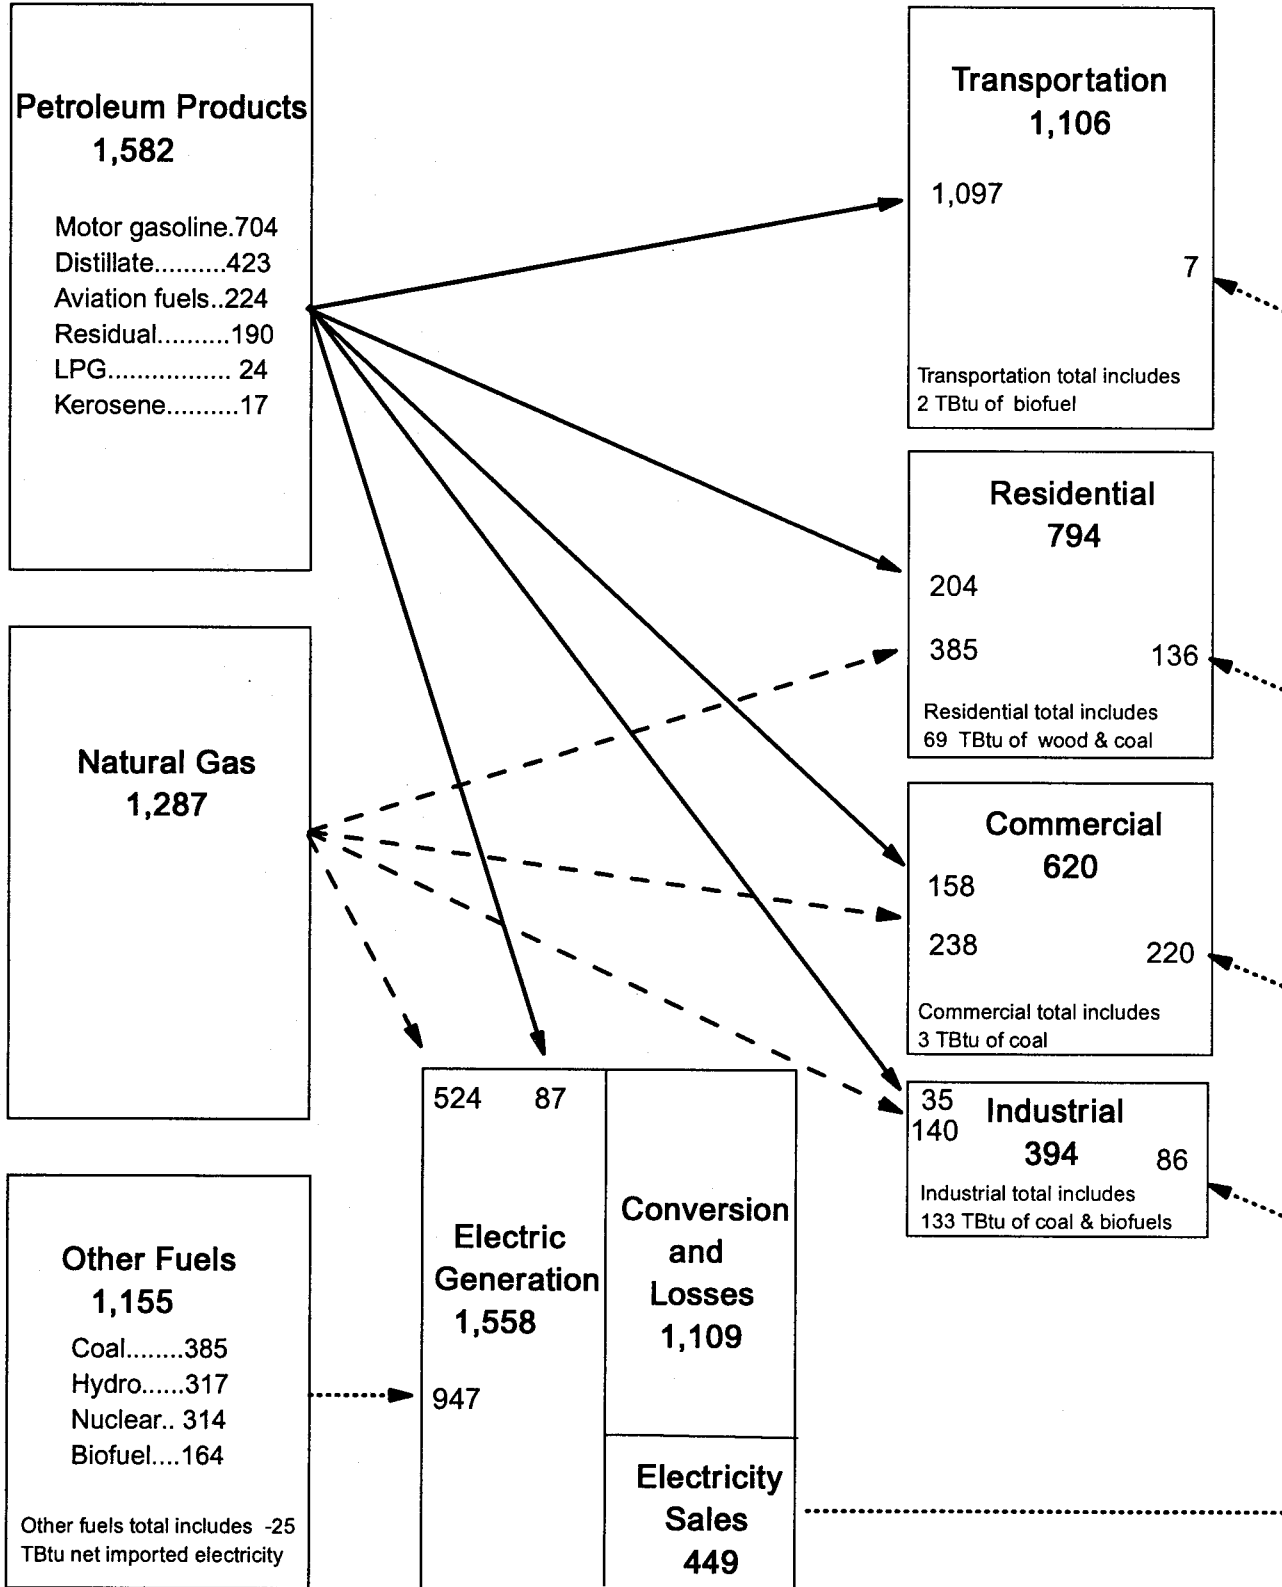 Petroleum Products
1,582
Motor gasoline.704
Distillate..........423
Aviation fuels..224
Residual..........190
LPG................. 24
Kerosene..........17
Natural Gas
1,287
Other Fuels
1,155
Coal........385
Hydro......317
Nuclear.. 314
Biofuel....164
Other fuels total includes -25
TBtu net imported electricity
524 87
Electric
Generation
1,558
947
Conversion
and
Losses
1,109
Electricity
Sales
449
Transportation
1,106
1,097
7
Transportation total includes
2 TBtu of biofuel
Residential
794
204
385 136
Residential total includes
69 TBtu of wood & coal
Commercial
620
158
238 220
Commercial total includes
3 TBtu of coal
35
Industrial
140
394
86
Industrial total includes
133 TBtu of coal & biofuels